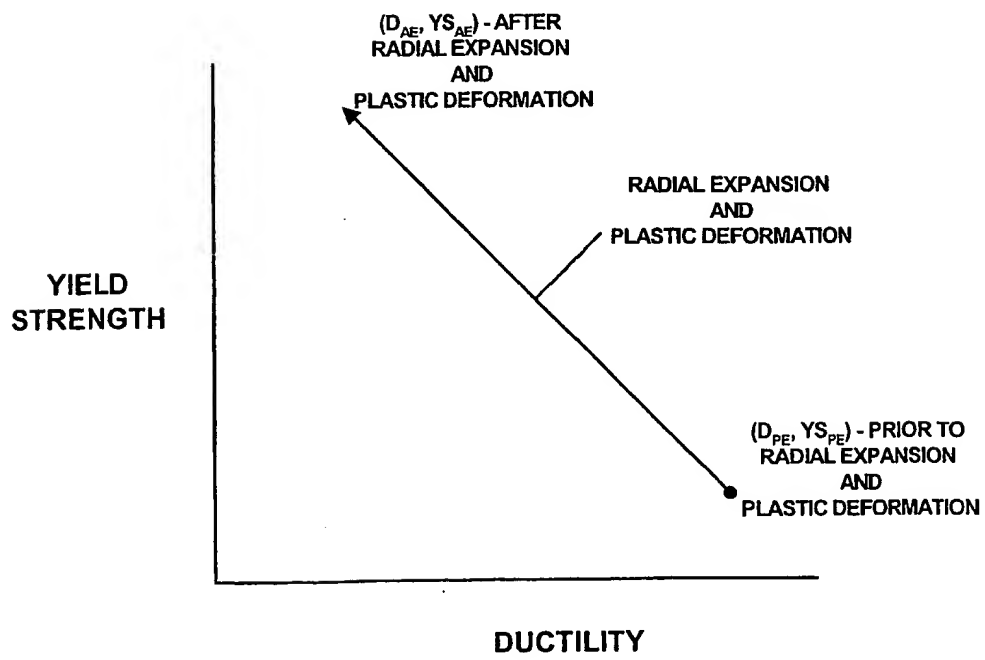 (D_AE, YS_AE) - AFTER
RADIAL EXPANSION
AND
PLASTIC DEFORMATION
RADIAL EXPANSION
AND
PLASTIC DEFORMATION
YIELD
STRENGTH
(D_PE, YS_PE) - PRIOR TO
RADIAL EXPANSION
AND
PLASTIC DEFORMATION
DUCTILITY